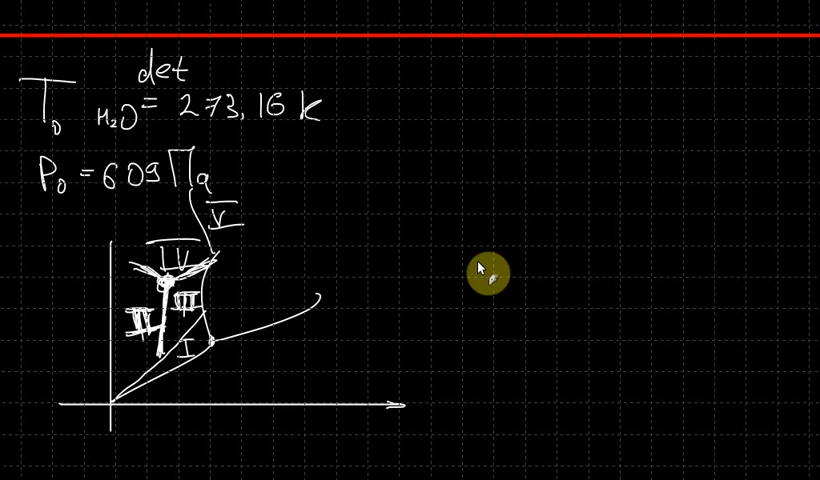 det
T₀ H₂O = 273,16 K
P₀ = 609 Па
V
IV
III
II
I